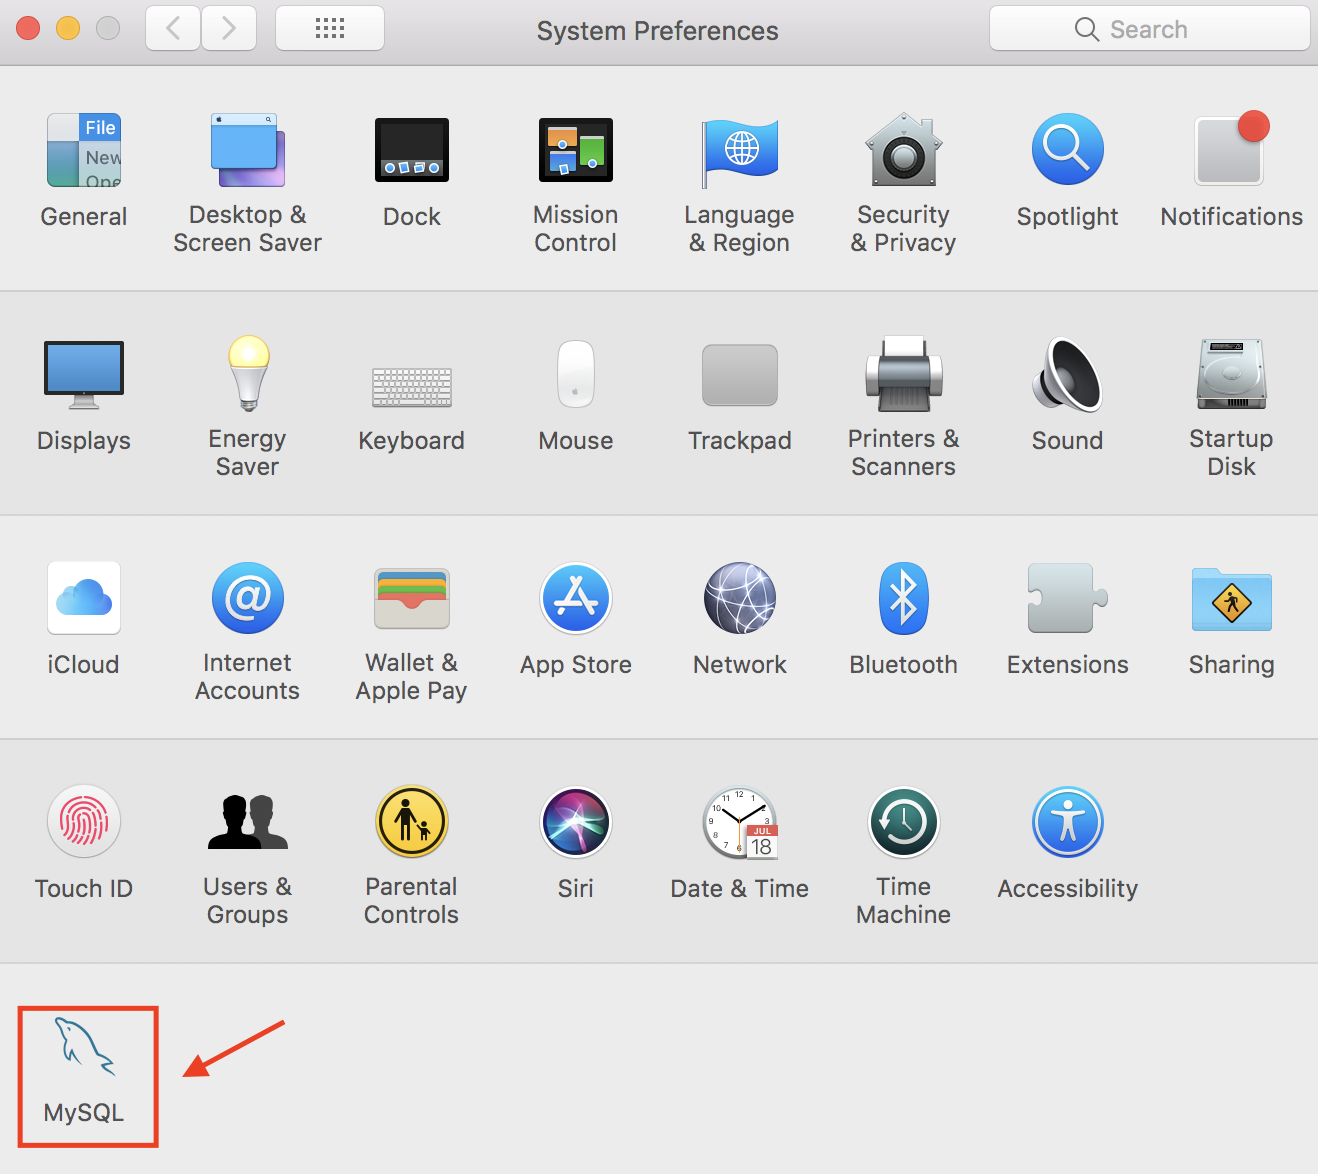 System Preferences
Search
File
New
Ope
General
Desktop &
Screen Saver
Dock
Mission
Control
Language
& Region
Security
& Privacy
Spotlight
Notifications
Displays
Energy
Saver
Keyboard
Mouse
Trackpad
Printers &
Scanners
Sound
Startup
Disk
iCloud
Internet
Accounts
Wallet &
Apple Pay
App Store
Network
Bluetooth
Extensions
Sharing
JUL
18
Touch ID
Users &
Groups
Parental
Controls
Siri
Date & Time
Time
Machine
Accessibility
MySQL